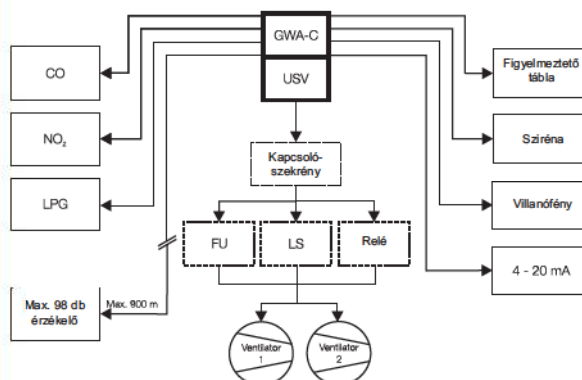 GWA-C
USV
CO
NO₂
LPG
Max. 98 db
érzékelő
Max. 900 m
Kapcsoló-
szekrény
FU
LS
Relé
Ventilator
1
Ventilator
2
Figyelmeztető
tábla
Sziréna
Villanófény
4 - 20 mA